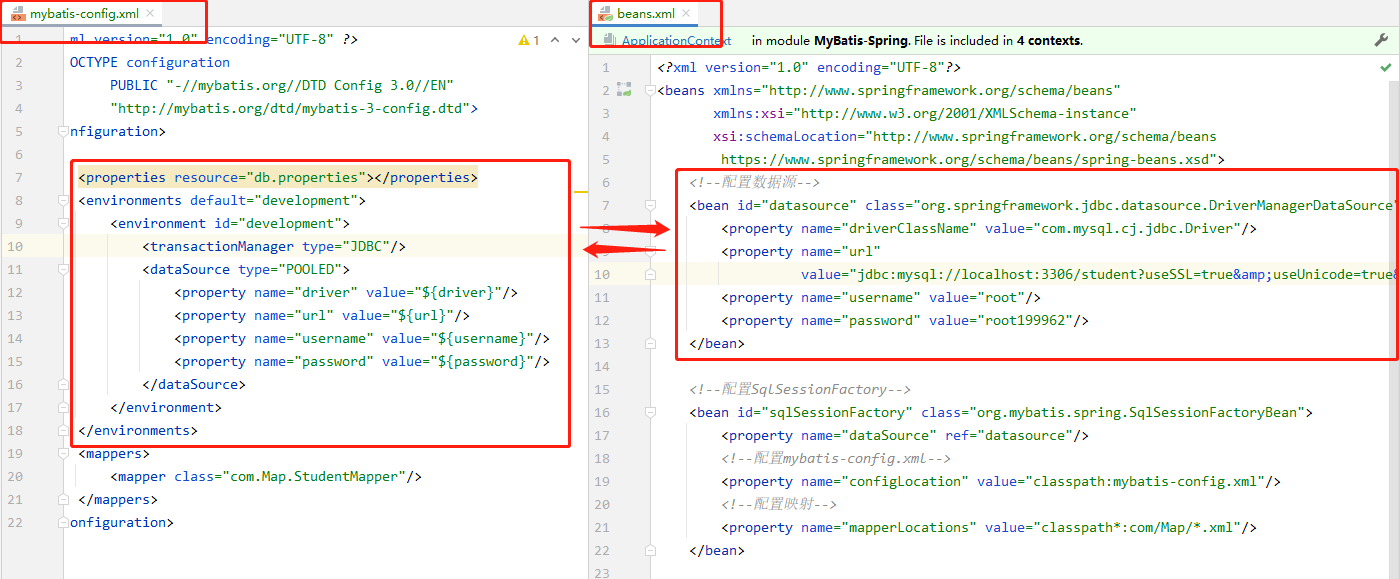 mybatis-config.xml
1 ml version="1.0" encoding="UTF-8" ?>
1
2 OCTYPE configuration
3 PUBLIC "-//mybatis.org//DTD Config 3.0//EN"
4 "http://mybatis.org/dtd/mybatis-3-config.dtd">
5 nfiguration>
6
7 <properties resource="db.properties"></properties>
8 <environments default="development">
9 <environment id="development">
10 <transactionManager type="JDBC"/>
11 <dataSource type="POOLED">
12 <property name="driver" value="${driver}"/>
13 <property name="url" value="${url}"/>
14 <property name="username" value="${username}"/>
15 <property name="password" value="${password}"/>
16 </dataSource>
17 </environment>
18 </environments>
19 <mappers>
20 <mapper class="com.Map.StudentMapper"/>
21 </mappers>
22 onfiguration>
beans.xml
ApplicationContext in module MyBatis-Spring. File is included in 4 contexts.
1 <?xml version="1.0" encoding="UTF-8"?>
2 <beans xmlns="http://www.springframework.org/schema/beans"
3 xmlns:xsi="http://www.w3.org/2001/XMLSchema-instance"
4 xsi:schemaLocation="http://www.springframework.org/schema/beans
5 https://www.springframework.org/schema/beans/spring-beans.xsd">
6 <!--配置数据源-->
7 <bean id="datasource" class="org.springframework.jdbc.datasource.DriverManagerDataSource"
8 <property name="driverClassName" value="com.mysql.cj.jdbc.Driver"/>
9 <property name="url"
10 value="jdbc:mysql://localhost:3306/student?useSSL=true&amp;useUnicode=true&
11 <property name="username" value="root"/>
12 <property name="password" value="root199962"/>
13 </bean>
14
15 <!--配置SqlSessionFactory-->
16 <bean id="sqlSessionFactory" class="org.mybatis.spring.SqlSessionFactoryBean">
17 <property name="dataSource" ref="datasource"/>
18 <!--配置mybatis-config.xml-->
19 <property name="configLocation" value="classpath:mybatis-config.xml"/>
20 <!--配置映射-->
21 <property name="mapperLocations" value="classpath*:com/Map/*.xml"/>
22 </bean>
23